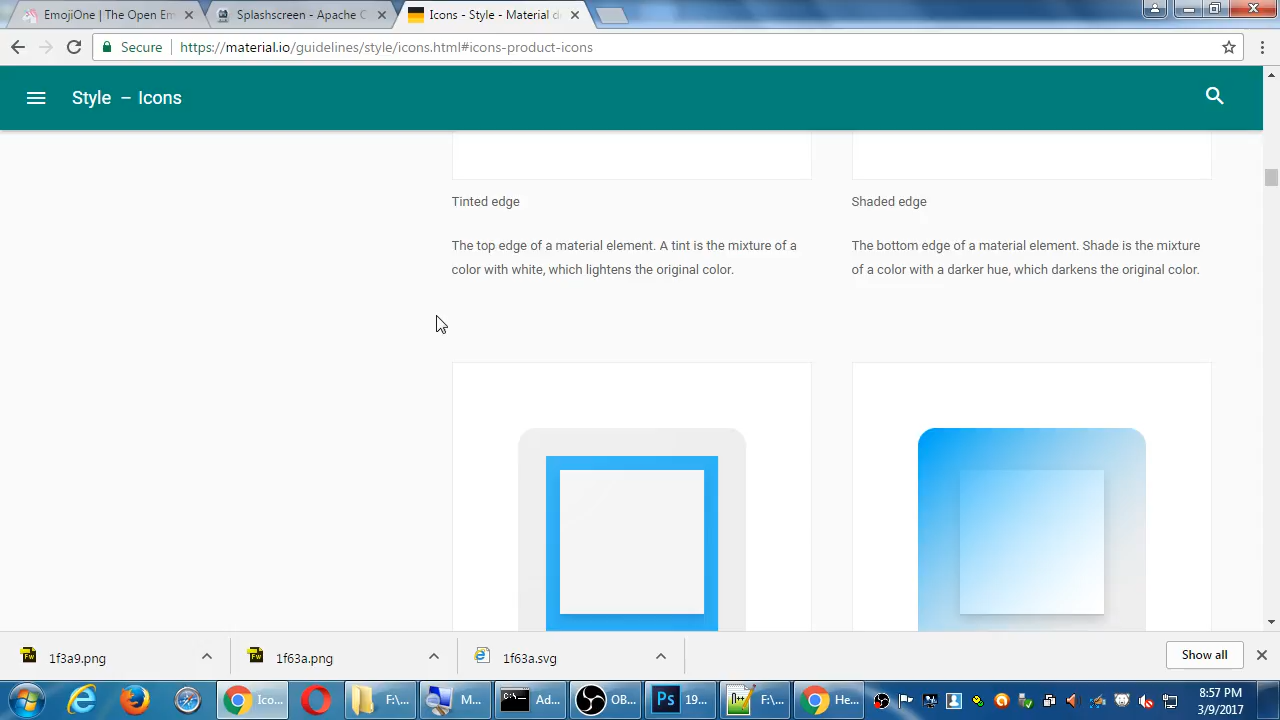 EmojiOne | The Open Em
Splashscreen - Apache C
Icons - Style - Material d
Secure
https://material.io/guidelines/style/icons.html#icons-product-icons
Style – Icons
Tinted edge
The top edge of a material element. A tint is the mixture of a
color with white, which lightens the original color.
Shaded edge
The bottom edge of a material element. Shade is the mixture
of a color with a darker hue, which darkens the original color.
1f3a9.png
1f63a.png
1f63a.svg
Show all
Ico...
F:\...
M...
Ad...
OB...
Ps
19...
F:\...
He...
8:57 PM
3/9/2017